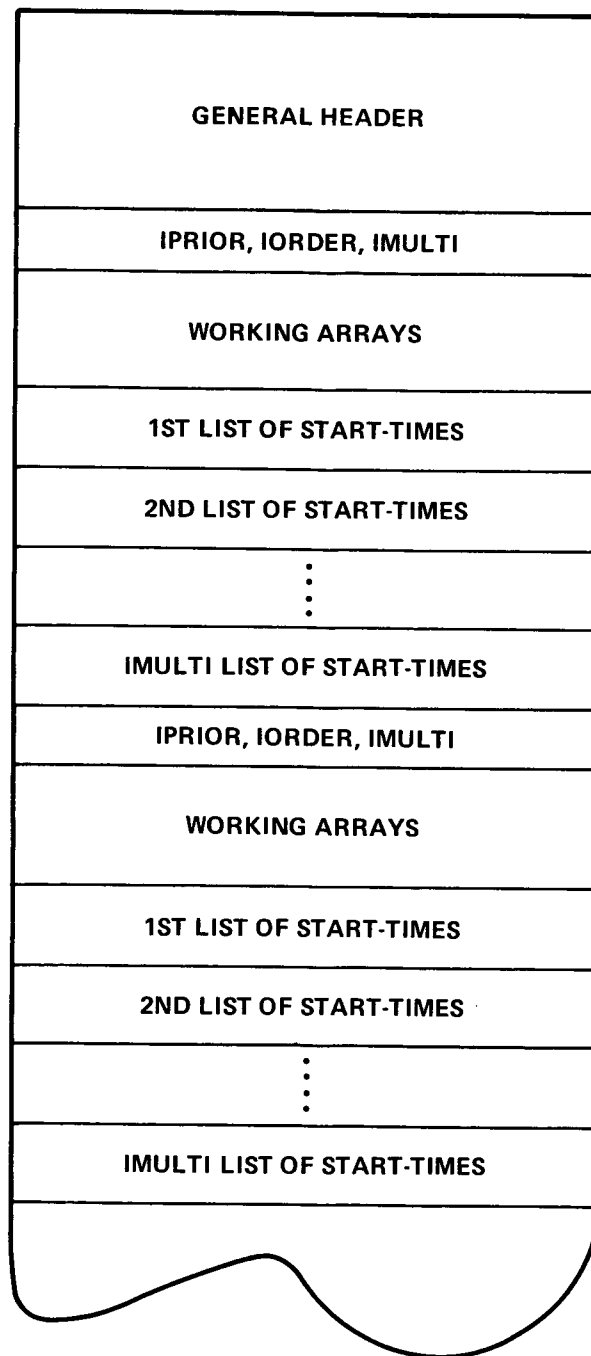 GENERAL HEADER
IPRIOR, IORDER, IMULTI
WORKING ARRAYS
1ST LIST OF START-TIMES
2ND LIST OF START-TIMES
IMULTI LIST OF START-TIMES
IPRIOR, IORDER, IMULTI
WORKING ARRAYS
1ST LIST OF START-TIMES
2ND LIST OF START-TIMES
IMULTI LIST OF START-TIMES